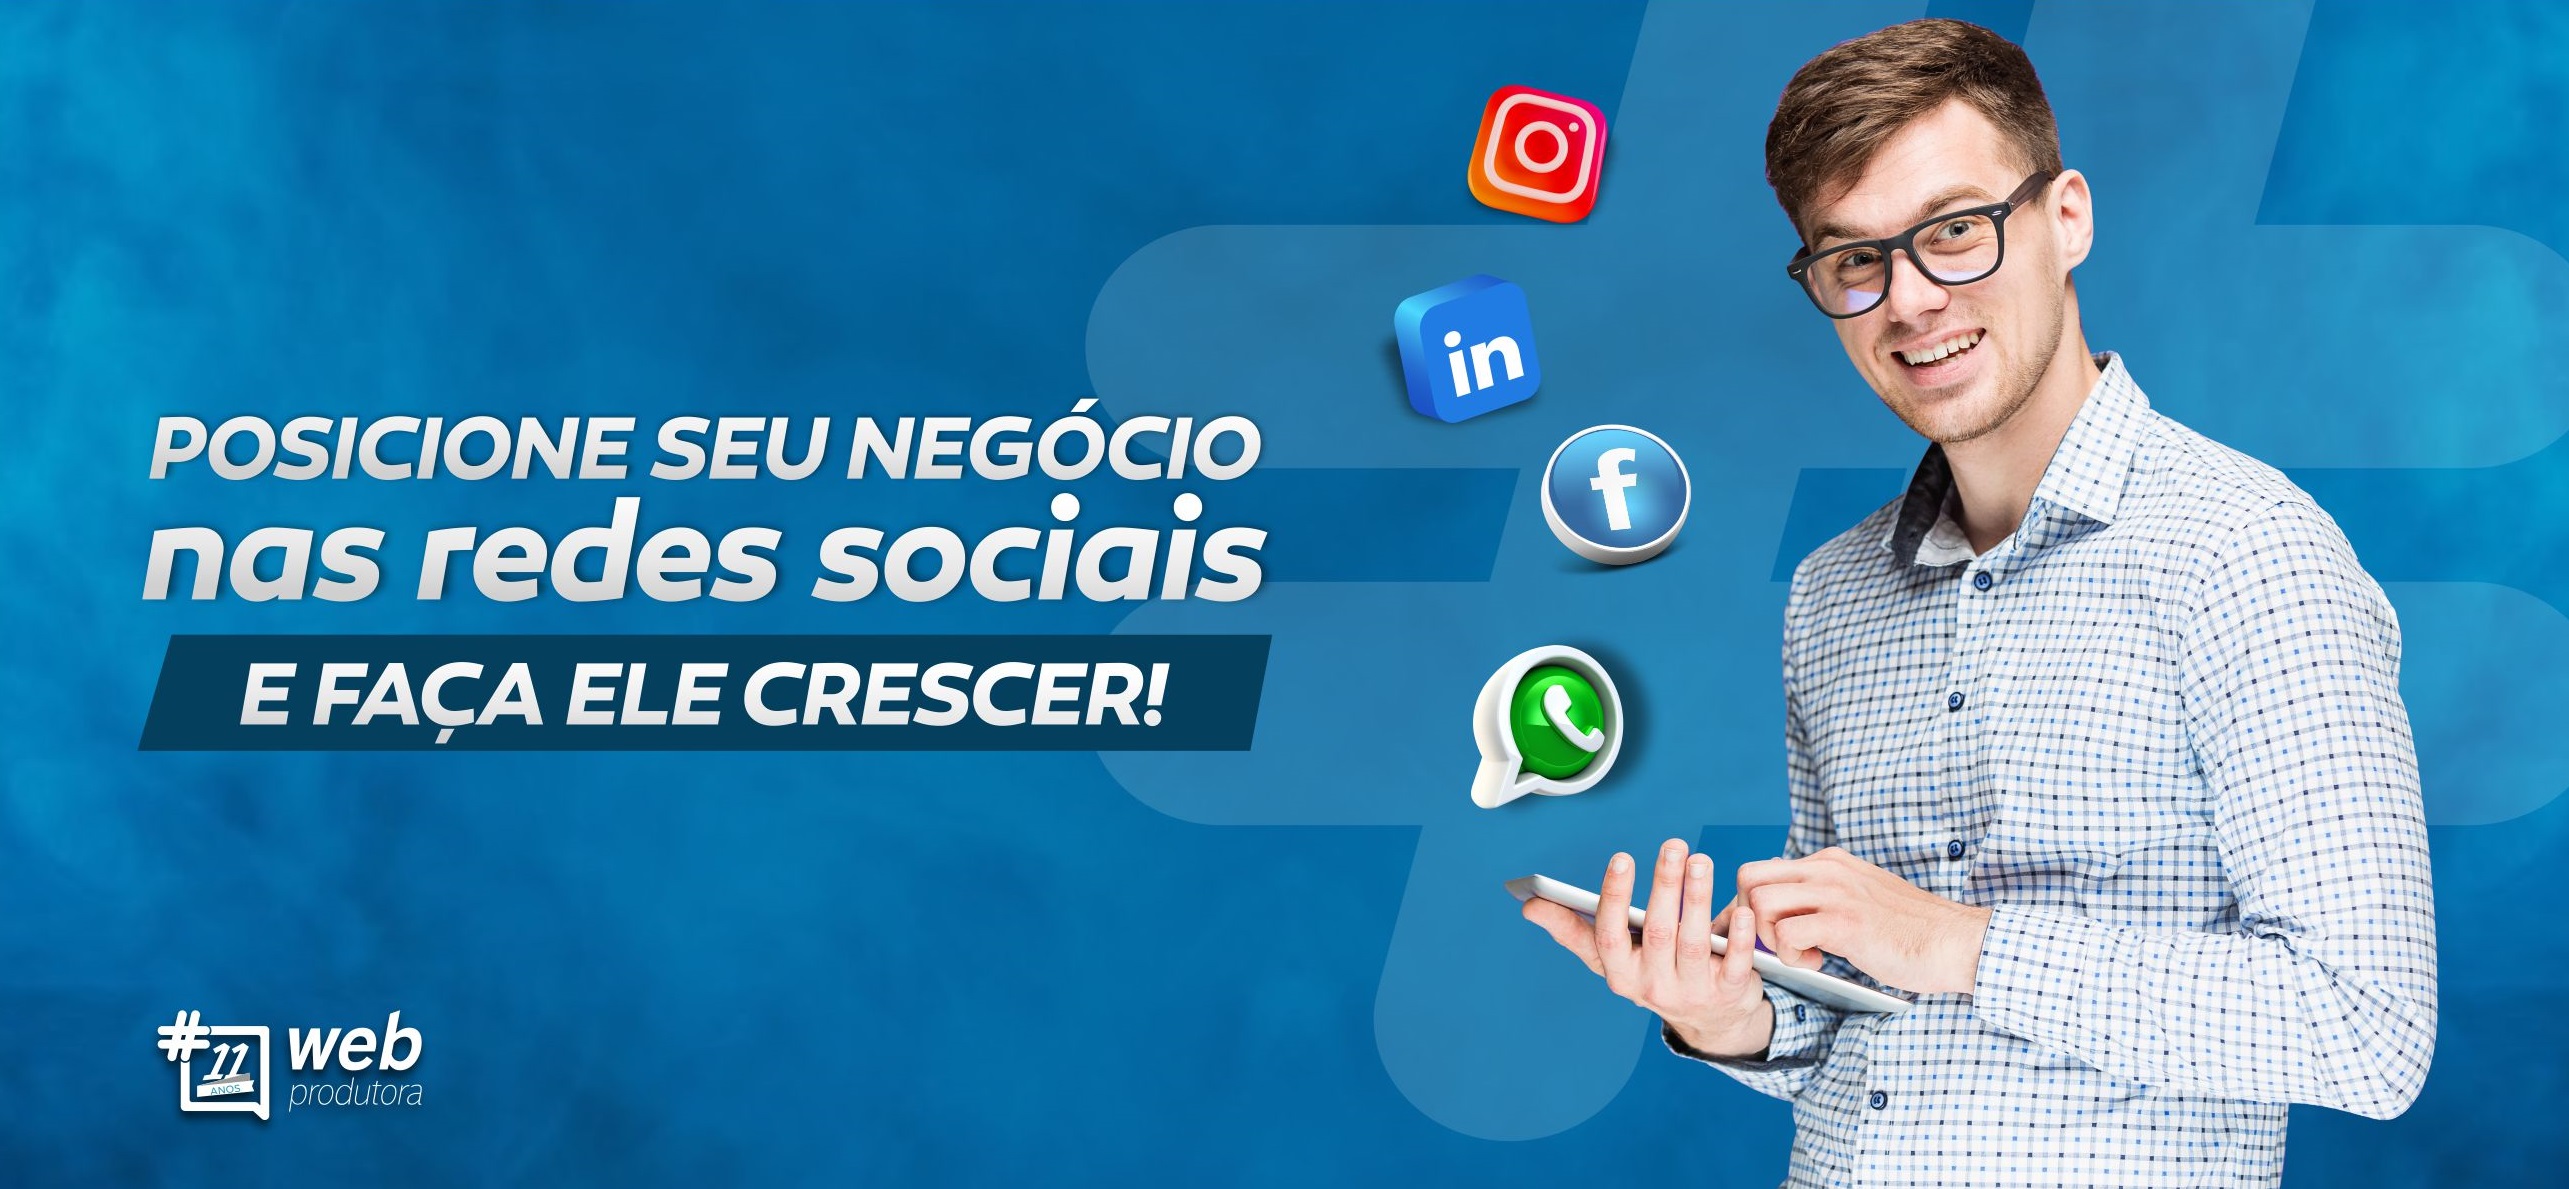 POSICIONE SEU NEGÓCIO
nas redes sociais
E FAÇA ELE CRESCER!
in
f
#11
ANOS
web
produtora